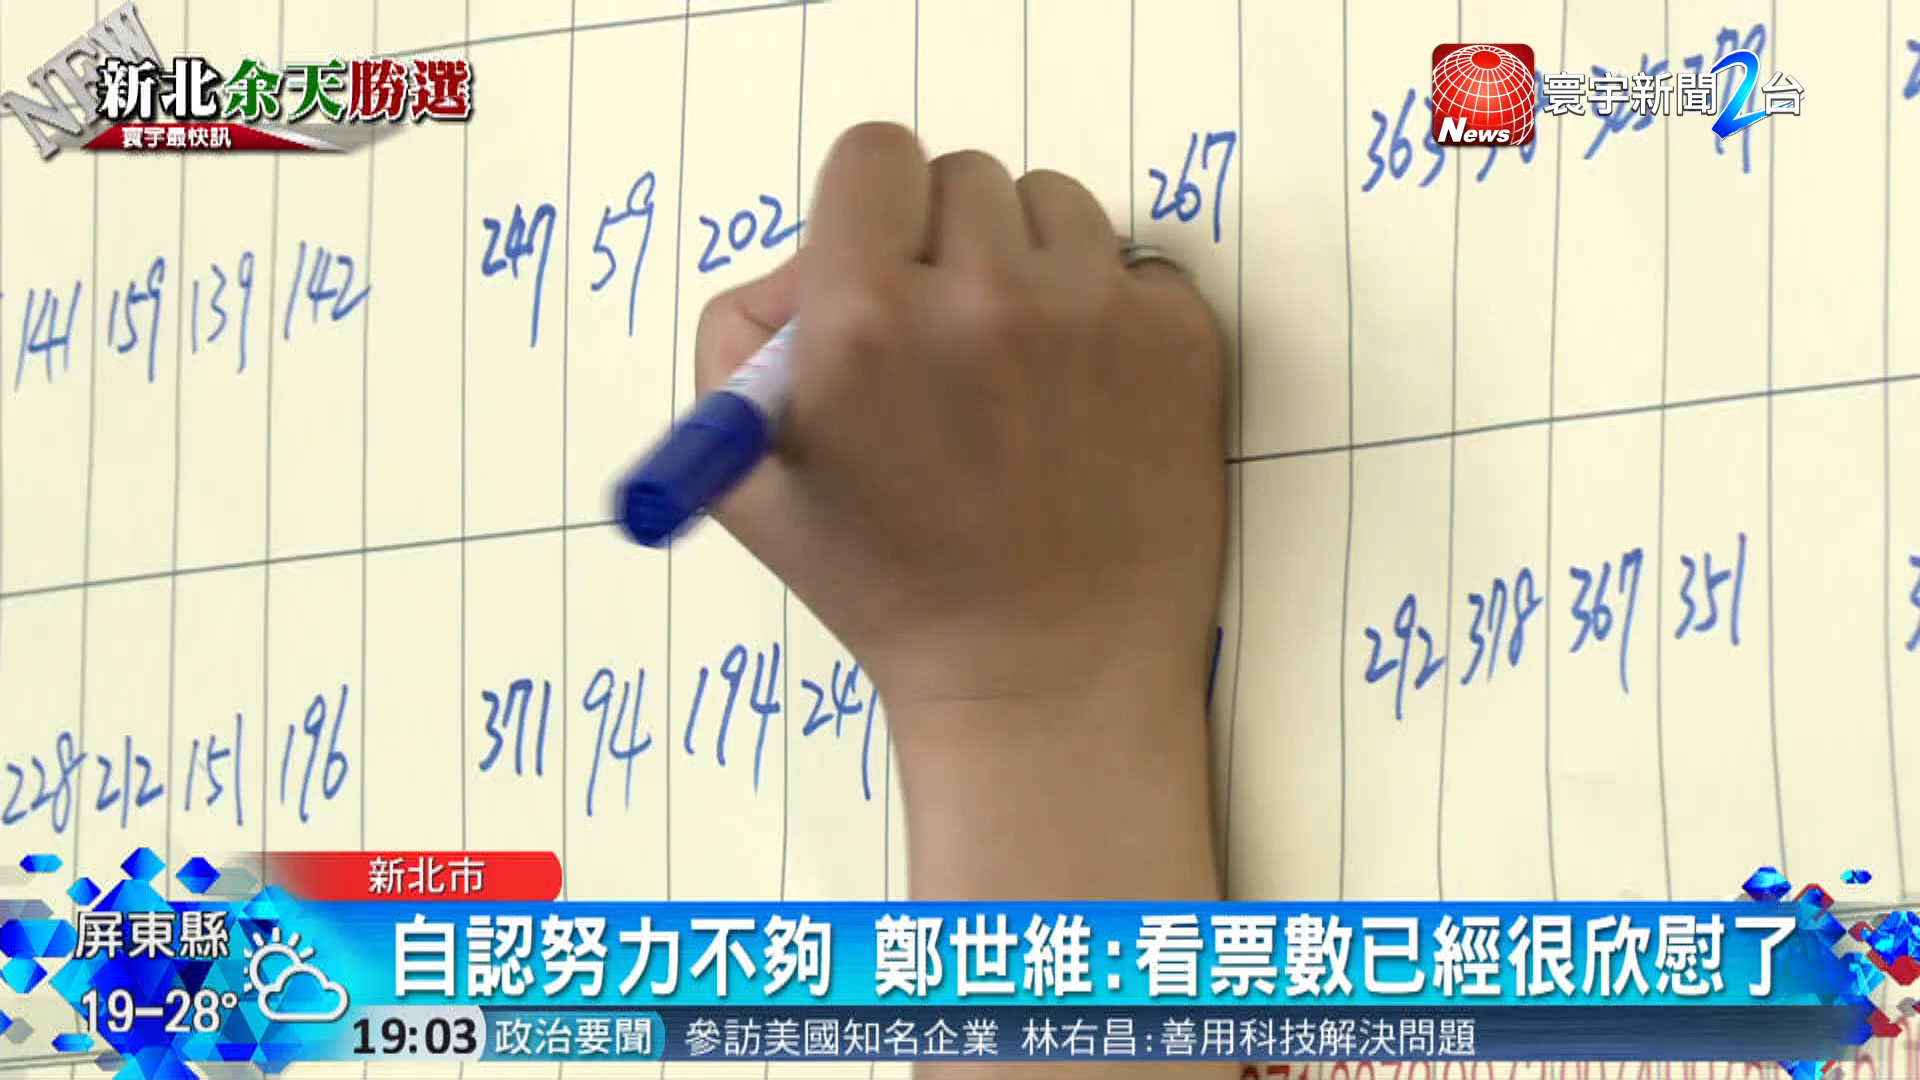 NEW
新北余天勝選
寰宇最快訊
News 寰宇新聞2台
267
247 59 202
141 159 139 142
292 378 367 351
371 94 194
228 212 151 196
新北市
自認努力不夠 鄭世維:看票數已經很欣慰了
屏東縣
19-28°
19:03 政治要聞 參訪美國知名企業 林右昌:善用科技解決問題